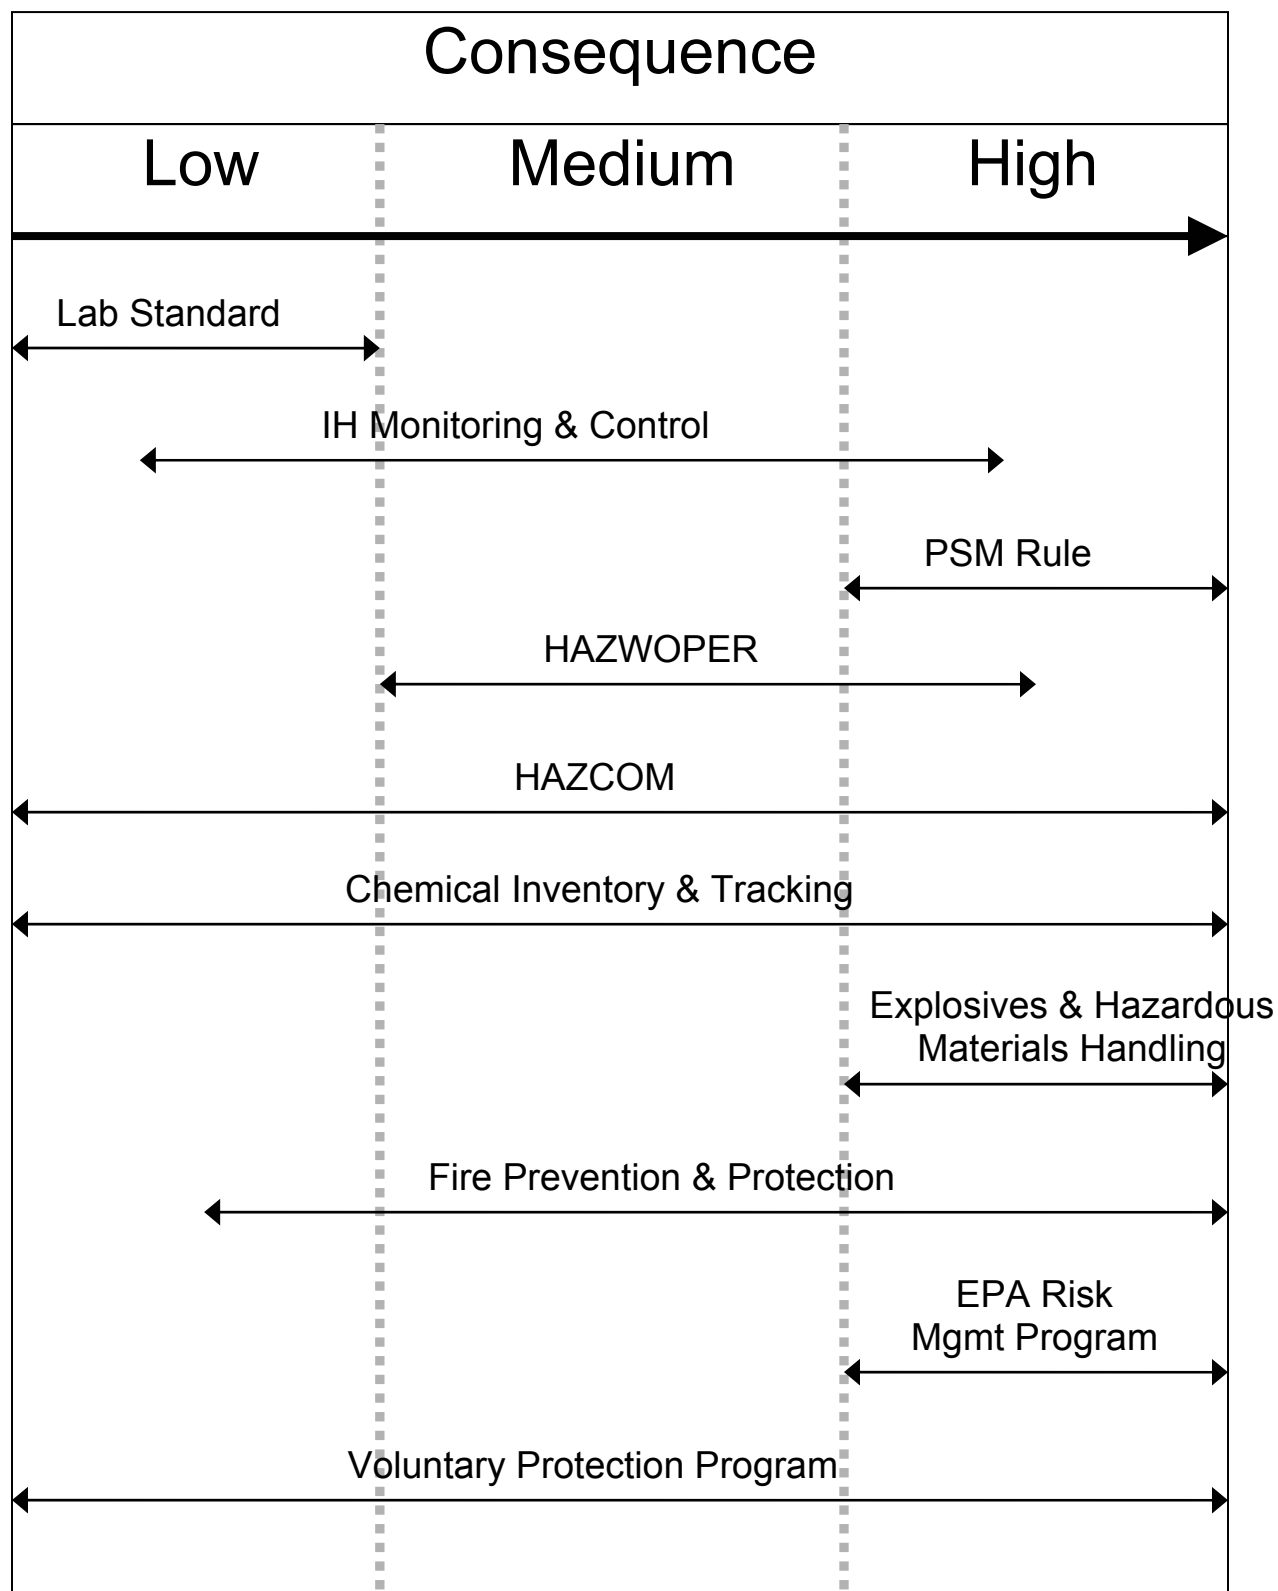 Consequence
Low Medium High
Lab Standard
IH Monitoring & Control
PSM Rule
HAZWOPER
HAZCOM
Chemical Inventory & Tracking
Explosives & Hazardous
Materials Handling
Fire Prevention & Protection
EPA Risk
Mgmt Program
Voluntary Protection Program